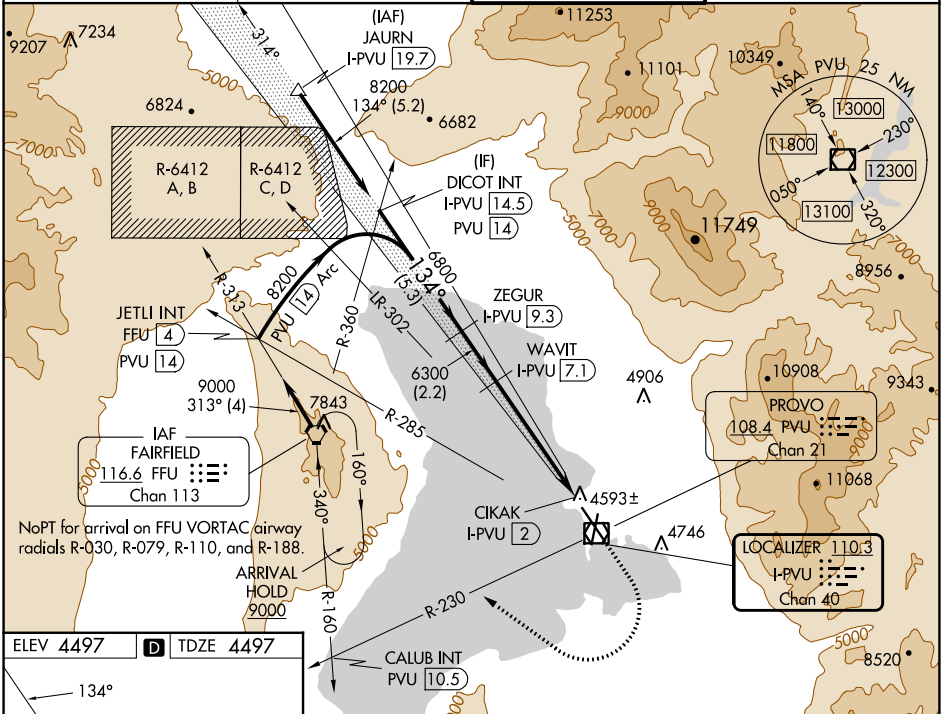 11253
9207
7234
314°
(IAF)
JAURN
I-PVU 19.7
5000
8200
134° (5.2)
11101
10349
MSA PVU 25 NM
140°
13000
230°
11800
12300
050°
13100
320°
6824
6682
9000
7000
R-6412
A, B
R-6412
C, D
(IF)
DICOT INT
I-PVU 14.5
PVU 14
5000
7000
9000
11749
7000
8956
R-313
8200
PVU 14 Arc
LR-302
R-360
6800
134°
(5.3)
ZEGUR
I-PVU 9.3
JETLI INT
FFU 4
PVU 14
WAVIT
I-PVU 7.1
6300
(2.2)
4906
10908
9343
9000
313° (4)
7843
R-285
PROVO
108.4 PVU
Chan 21
IAF
FAIRFIELD
116.6 FFU
Chan 113
160°
340°
11068
5000
NoPT for arrival on FFU VORTAC airway
radials R-030, R-079, R-110, and R-188.
CIKAK
I-PVU 2
4593±
4746
LOCALIZER 110.3
I-PVU
Chan 40
ARRIVAL
HOLD
9000
5000
R-160
R-230
5000
8520
CALUB INT
PVU 10.5
ELEV 4497
D
TDZE 4497
134°